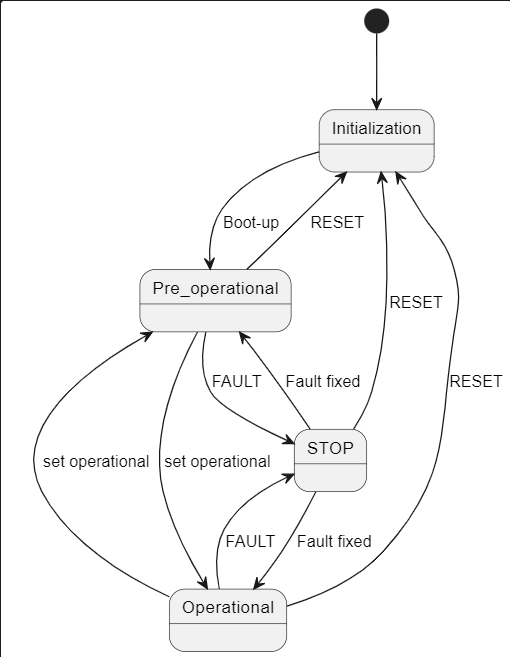 Initialization
Boot-up
RESET
Pre_operational
RESET
FAULT
Fault fixed
RESET
STOP
set operational
set operational
FAULT
Fault fixed
Operational